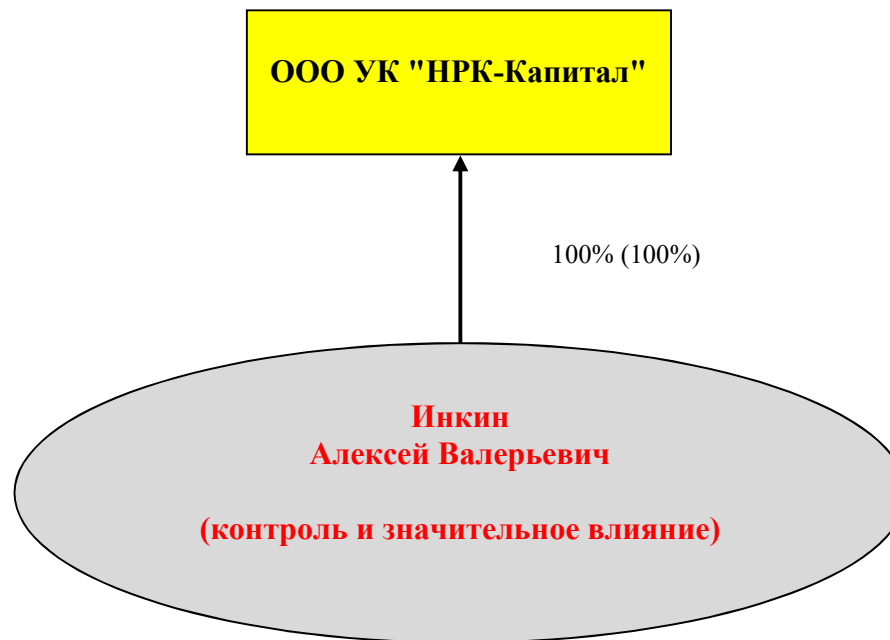 ООО УК "НРК-Капитал"
100% (100%)
Инкин
Алексей Валерьевич
(контроль и значительное влияние)